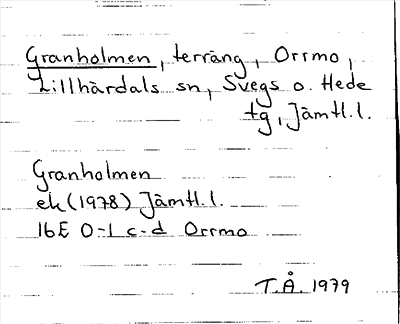 Granholmen, terräng, Orrmo,
Lillhärdals sn, Svegs o. Hede
tg, Jämtl.l.
Granholmen
ek (1978) Jämtl.l.
16E 0-1 c-d Orrmo
T.Å. 1979